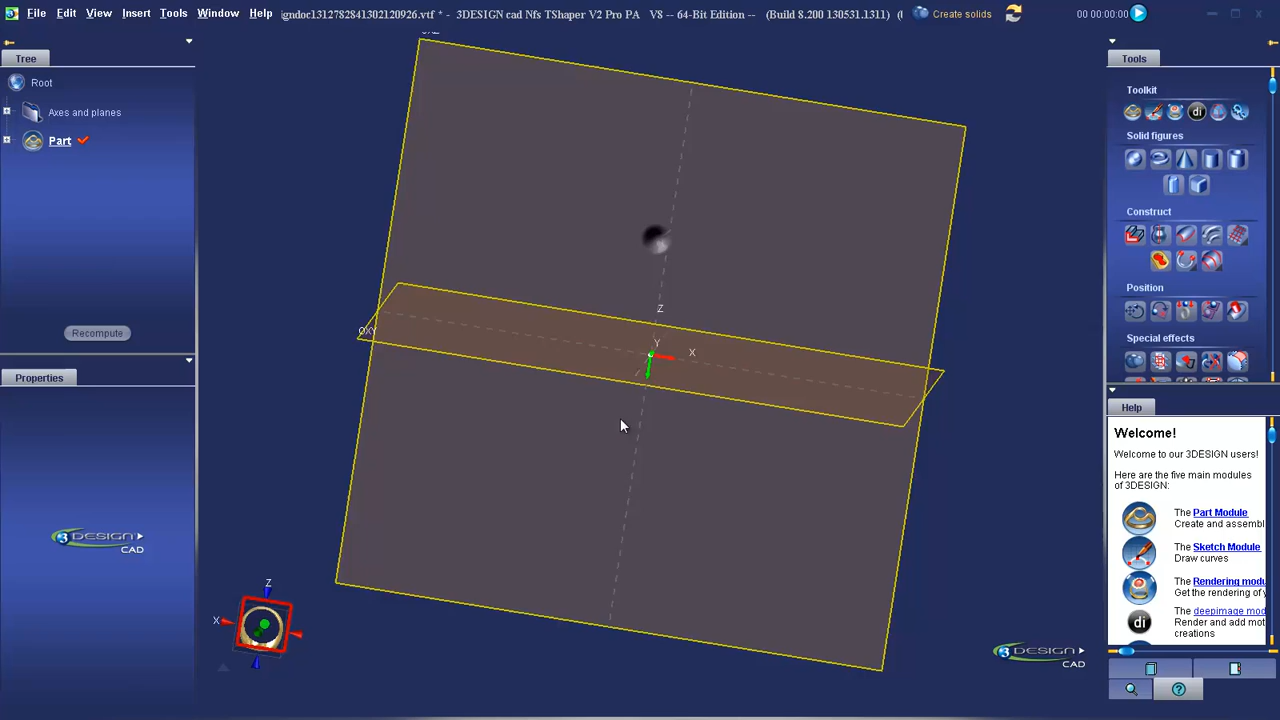 File Edit View Insert Tools Window Help igndoc1312782841302120926.vtf * - 3DESIGN cad Nfs TShaper V2 Pro PA V8 -- 64-Bit Edition -- (Build 8.200 130531.1311) ( Create solids 00 00:00:00
Tree
Root
Axes and planes
Part
Recompute
Properties
3DESIGN
CAD
Z
X
OXY
Z
Y
X
3DESIGN
CAD
Tools
Toolkit
di
Solid figures
Construct
Position
Special effects
Help
Welcome!
Welcome to our 3DESIGN users!
Here are the five main modules
of 3DESIGN:
The Part Module
Create and assembl
The Sketch Module
Draw curves
The Rendering modu
Get the rendering of y
di
The deepimage mod
Render and add mot
creations